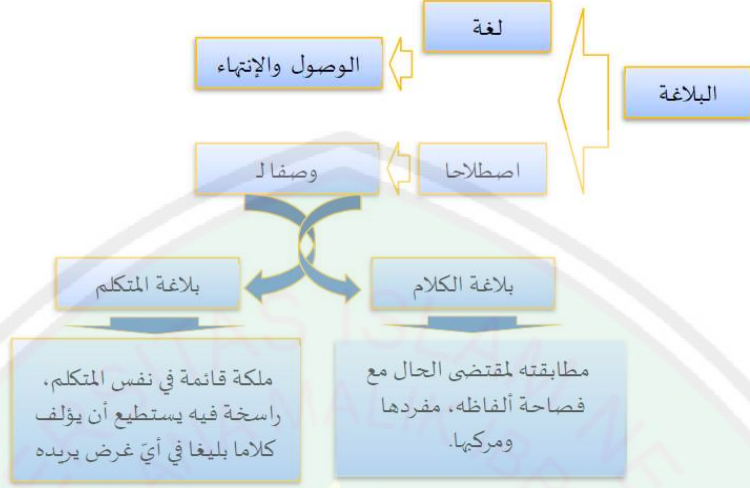 البلاغة
لغة
الوصول والإنتهاء
اصطلاحا
وصفا لـ
بلاغة الكلام
مطابقته لمقتضى الحال مع
فصاحة ألفاظه، مفردها
ومركبها.
بلاغة المتكلم
ملكة قائمة في نفس المتكلم،
راسخة فيه يستطيع أن يؤلف
كلاما بليغا في أيّ غرض يريده